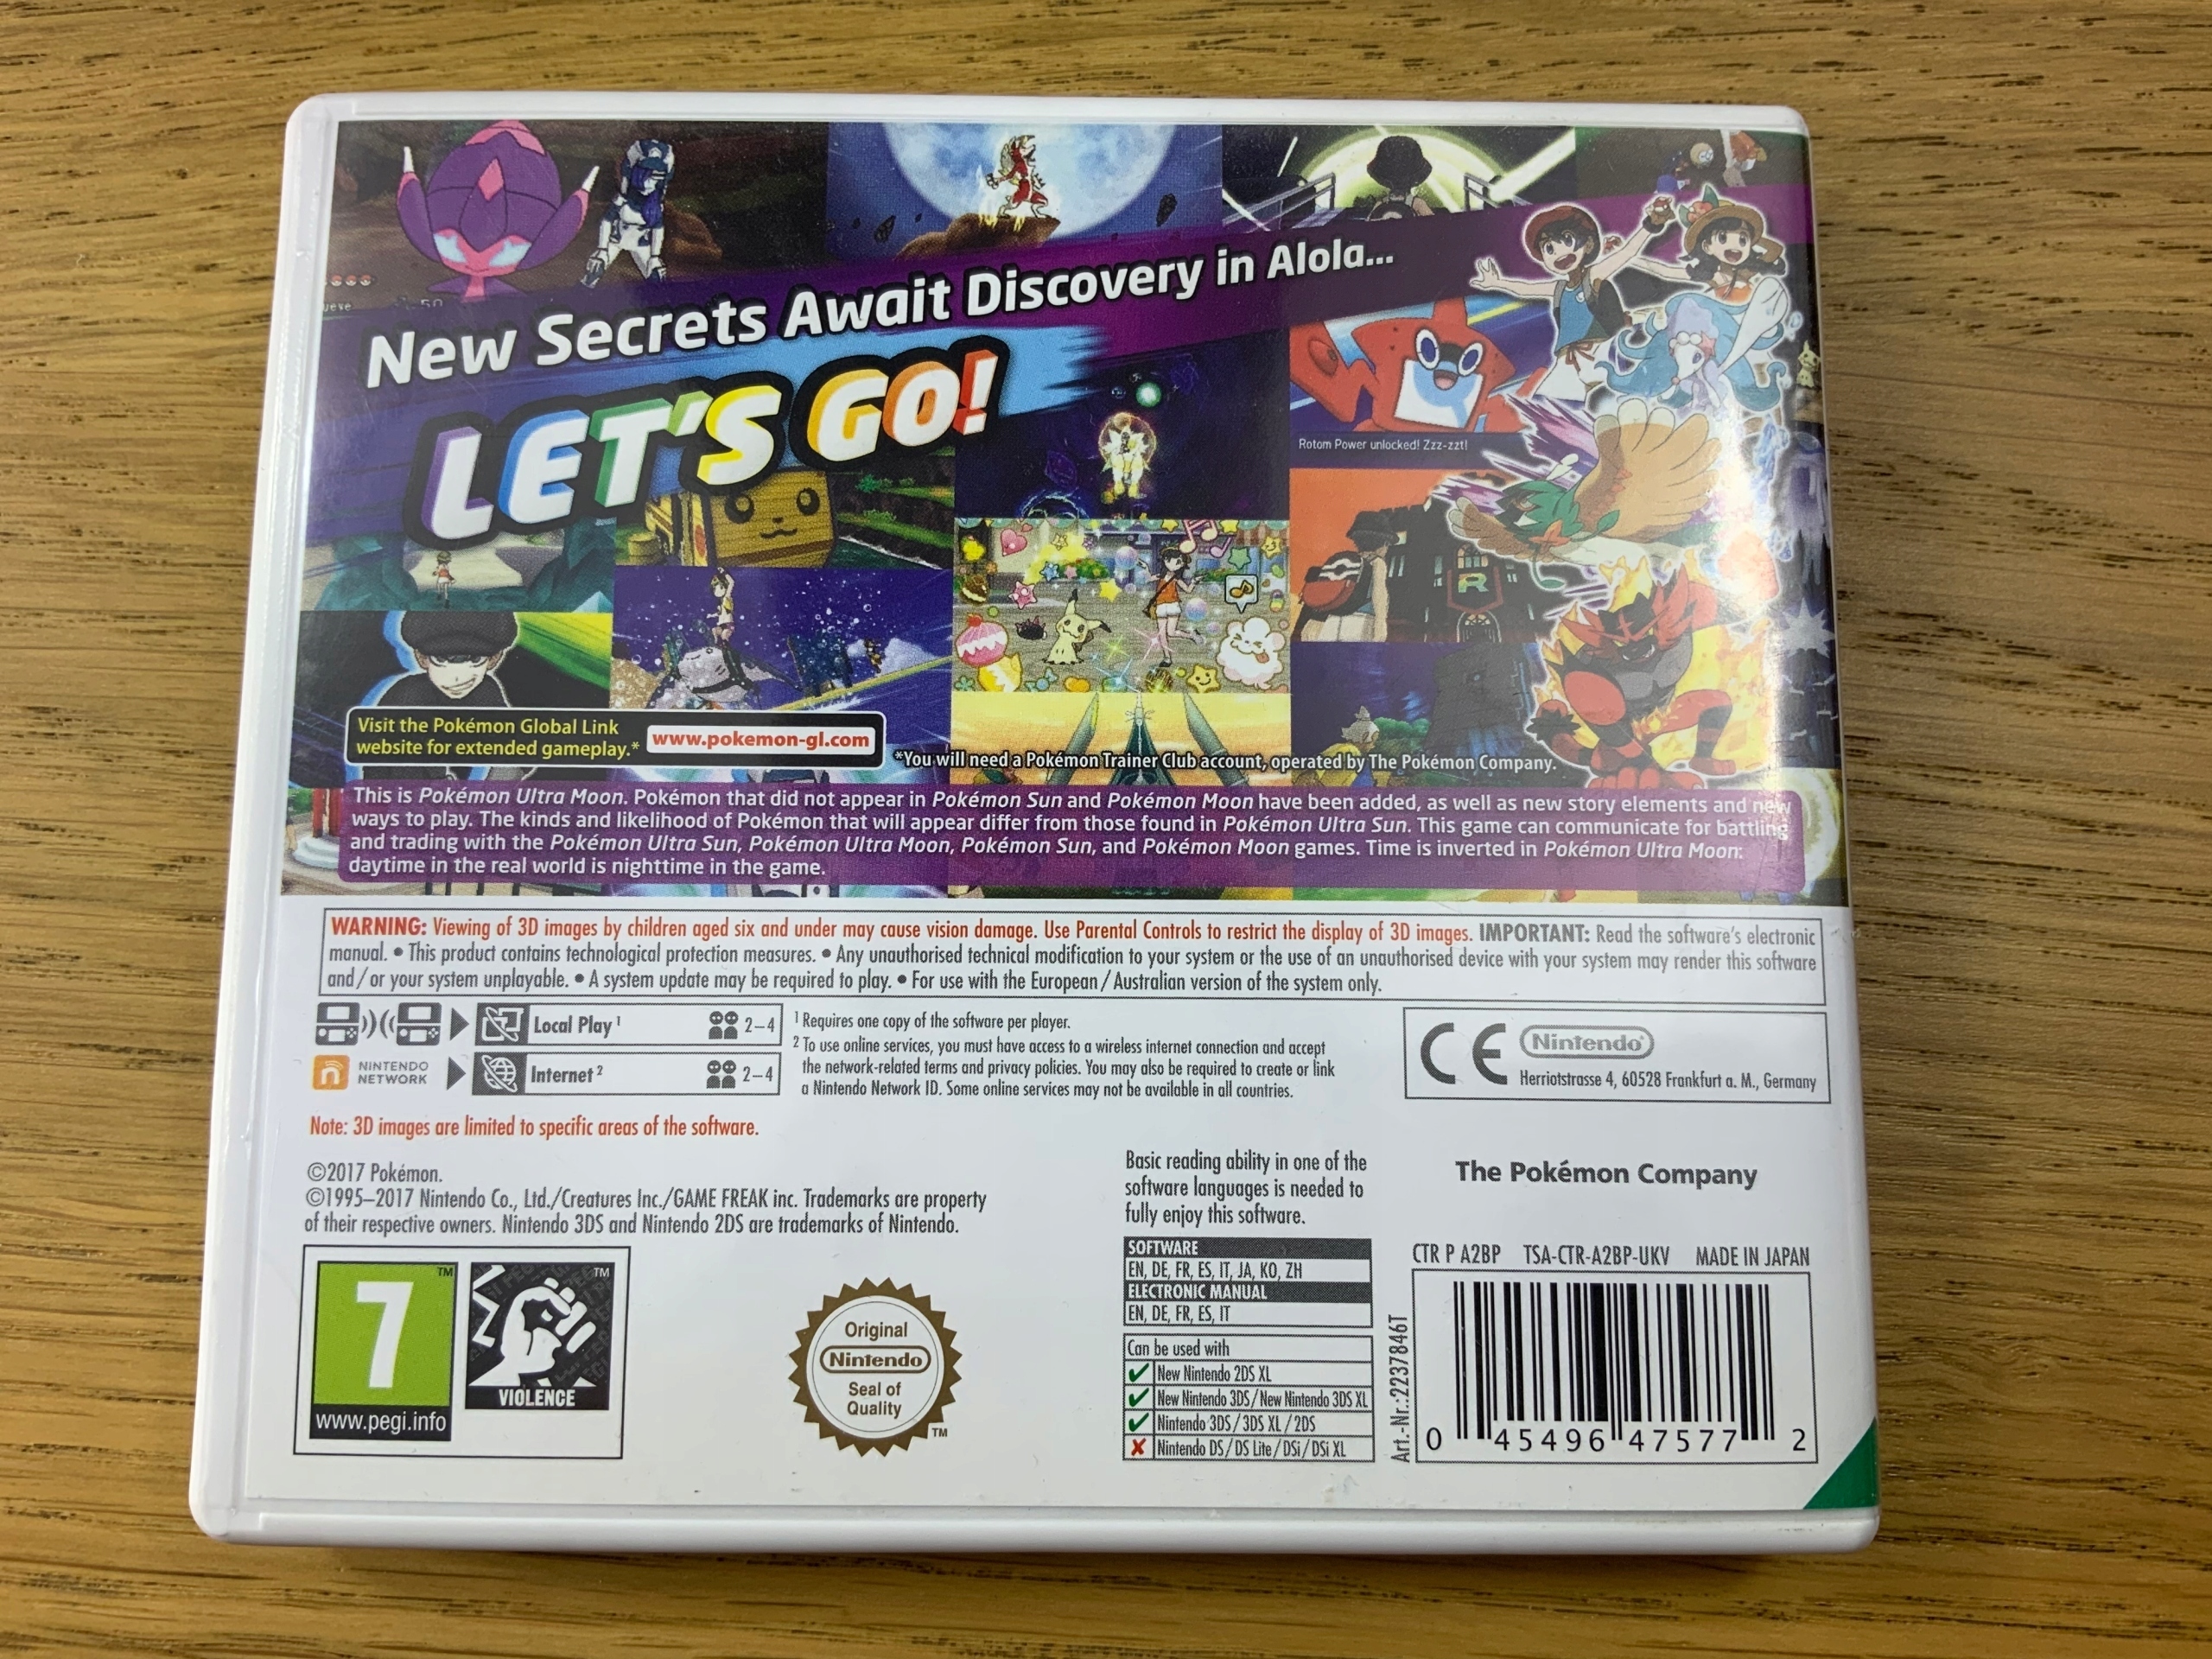 New Secrets Await Discovery in Alola...
LET'S GO!
Rotom Power unlocked! Zzz-zzt!
R
Visit the Pokémon Global Link
website for extended gameplay.*
www.pokemon-gl.com
*You will need a Pokémon Trainer Club account, operated by The Pokémon Company.
This is Pokémon Ultra Moon. Pokémon that did not appear in Pokémon Sun and Pokémon Moon have been added, as well as new story elements and new
ways to play. The kinds and likelihood of Pokémon that will appear differ from those found in Pokémon Ultra Sun. This game can communicate for battling
and trading with the Pokémon Ultra Sun, Pokémon Ultra Moon, Pokémon Sun, and Pokémon Moon games. Time is inverted in Pokémon Ultra Moon:
daytime in the real world is nighttime in the game.
WARNING: Viewing of 3D images by children aged six and under may cause vision damage. Use Parental Controls to restrict the display of 3D images. IMPORTANT: Read the software's electronic
manual. • This product contains technological protection measures. • Any unauthorised technical modification to your system or the use of an unauthorised device with your system may render this software
and/or your system unplayable. • A system update may be required to play. • For use with the European/Australian version of the system only.
Local Play 1 2–4
NINTENDO
NETWORK
Internet 2 2–4
1 Requires one copy of the software per player.
2 To use online services, you must have access to a wireless internet connection and accept
the network-related terms and privacy policies. You may also be required to create or link
a Nintendo Network ID. Some online services may not be available in all countries.
CE
Nintendo
Herriotstrasse 4, 60528 Frankfurt a. M., Germany
Note: 3D images are limited to specific areas of the software.
©2017 Pokémon.
©1995–2017 Nintendo Co., Ltd./Creatures Inc./GAME FREAK inc. Trademarks are property
of their respective owners. Nintendo 3DS and Nintendo 2DS are trademarks of Nintendo.
7
TM
www.pegi.info
TM
VIOLENCE
Original
Nintendo
Seal of
Quality
TM
Basic reading ability in one of the
software languages is needed to
fully enjoy this software.
SOFTWARE
EN, DE, FR, ES, IT, JA, KO, ZH
ELECTRONIC MANUAL
EN, DE, FR, ES, IT
Can be used with
New Nintendo 2DS XL
New Nintendo 3DS/New Nintendo 3DS XL
Nintendo 3DS/3DS XL/2DS
Nintendo DS/DS Lite/DSi/DSi XL
The Pokémon Company
CTR P A2BP TSA-CTR-A2BP-UKV MADE IN JAPAN
Art.-Nr.:2237846T
0 45496 47577 2